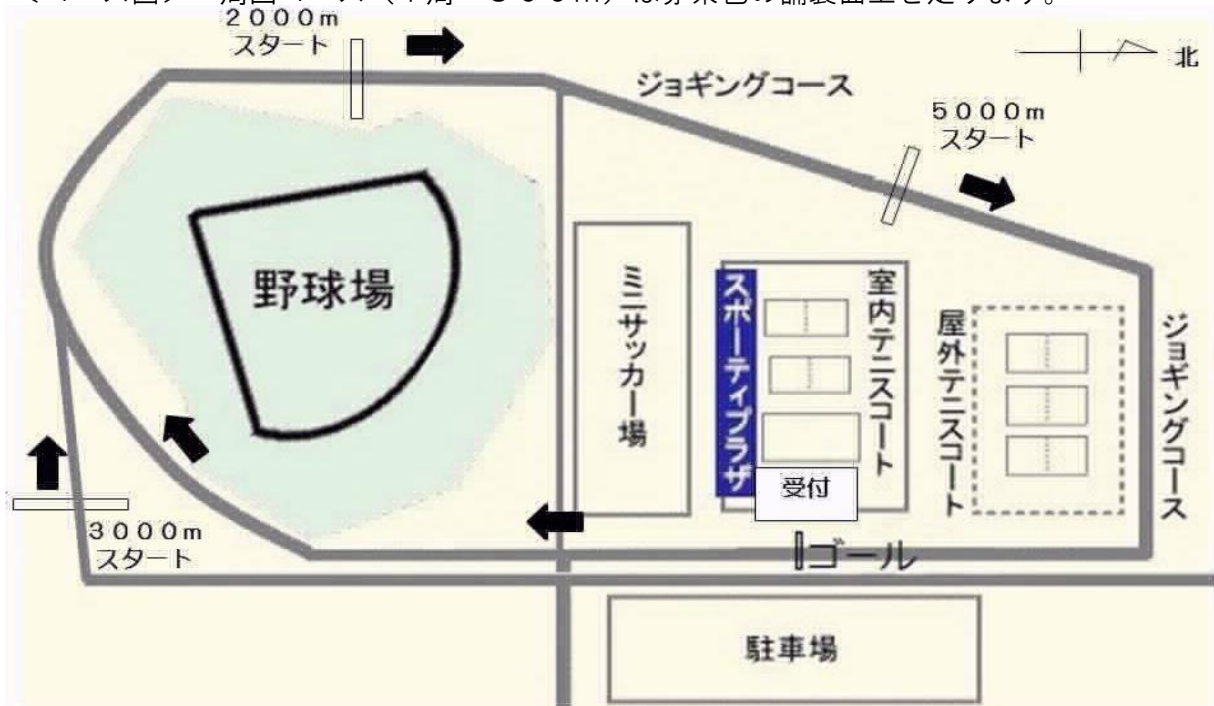 ２０００ｍ
スタート
北
ジョギングコース
５０００ｍ
スタート
野球場
ミニサッカー場
スポーティプラザ
室内テニスコート
屋外テニスコート
ジョギングコース
受付
３０００ｍ
スタート
ゴール
駐車場